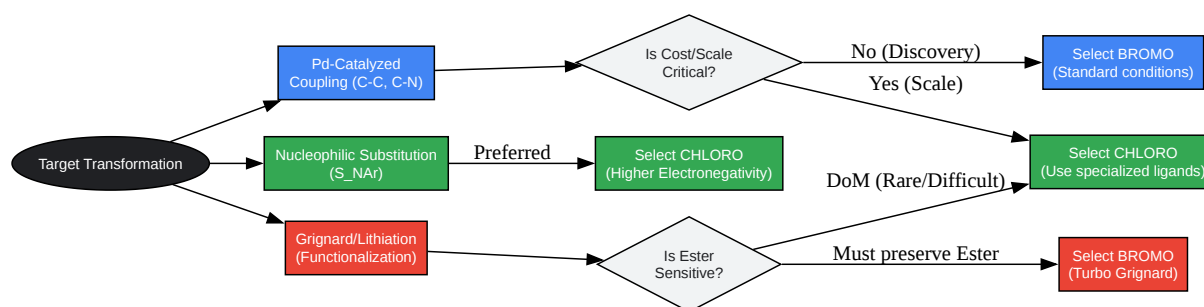 Target Transformation
Pd-Catalyzed
Coupling (C-C, C-N)
Is Cost/Scale
Critical?
No (Discovery)
Select BROMO
(Standard conditions)
Yes (Scale)
Nucleophilic Substitution
(S_NAr)
Preferred
Select CHLORO
(Higher Electronegativity)
Select CHLORO
(Use specialized ligands)
DoM (Rare/Difficult)
Grignard/Lithiation
(Functionalization)
Is Ester
Sensitive?
Must preserve Ester
Select BROMO
(Turbo Grignard)